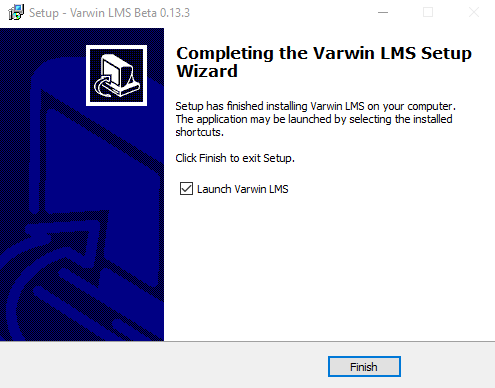 Setup - Varwin LMS Beta 0.13.3
Completing the Varwin LMS Setup
Wizard
Setup has finished installing Varwin LMS on your computer.
The application may be launched by selecting the installed
shortcuts.
Click Finish to exit Setup.
Launch Varwin LMS
Finish